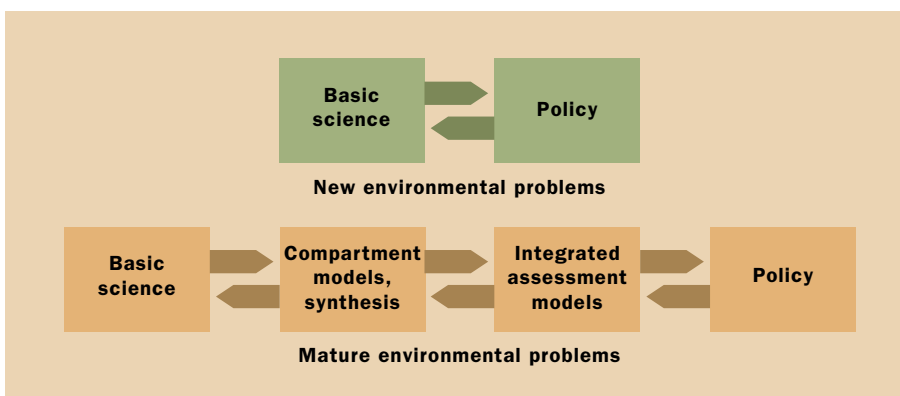 Basic
science
Policy
New environmental problems
Basic
science
Compartment
models,
synthesis
Integrated
assessment
models
Policy
Mature environmental problems